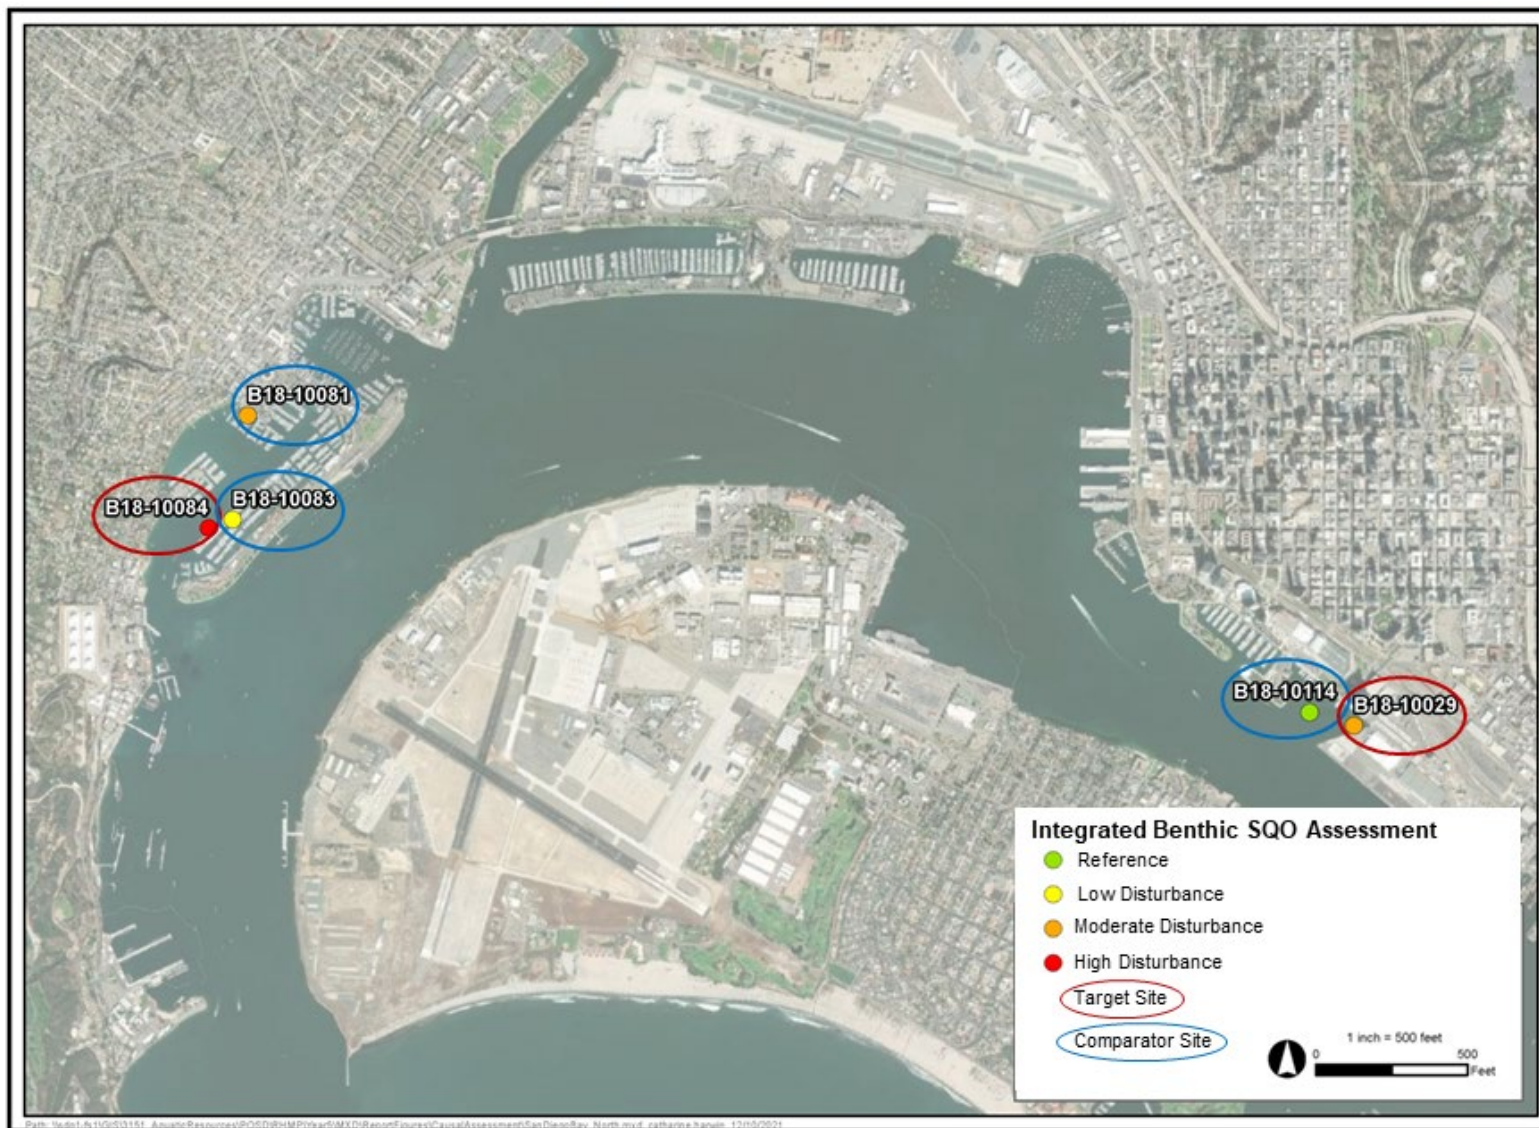 B18-10081
B18-10084
B18-10083
B18-10114
B18-10029
Integrated Benthic SQO Assessment
Reference
Low Disturbance
Moderate Disturbance
High Disturbance
Target Site
Comparator Site
1 inch = 500 feet
0 500
Feet